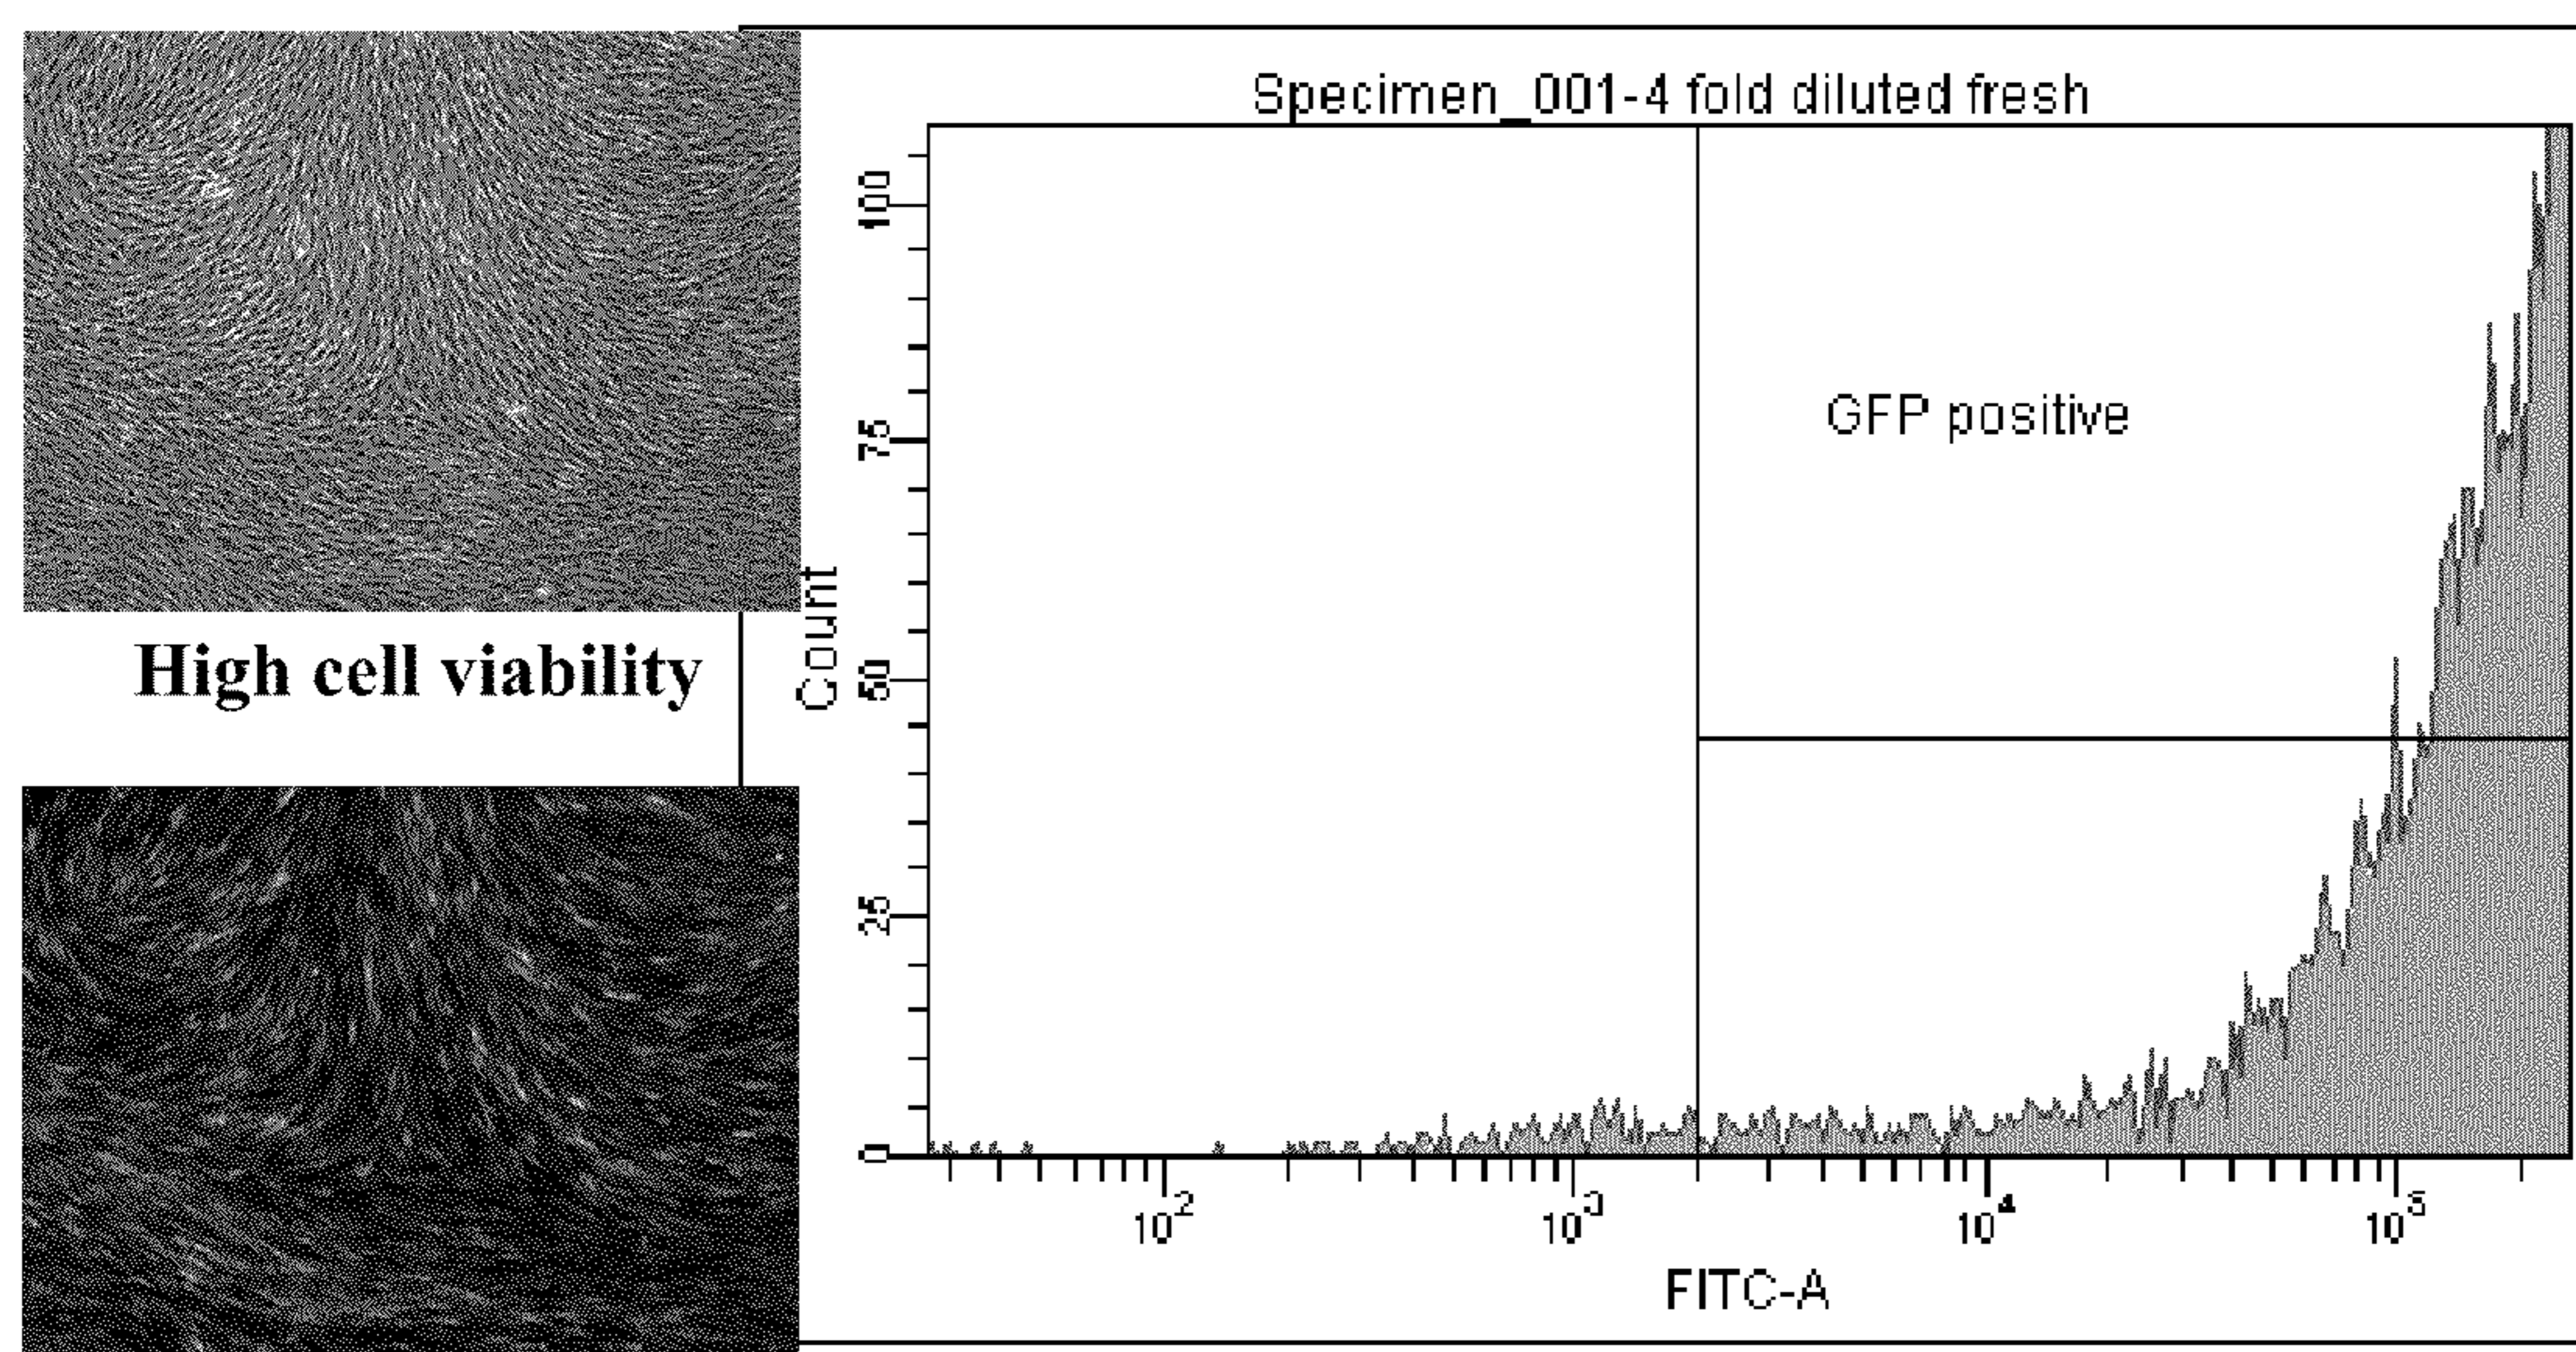 High cell viability
Specimen_001-4 fold diluted fresh
GFP positive
Count
100
75
50
25
0
10^2
10^3
10^4
10^5
FITC-A